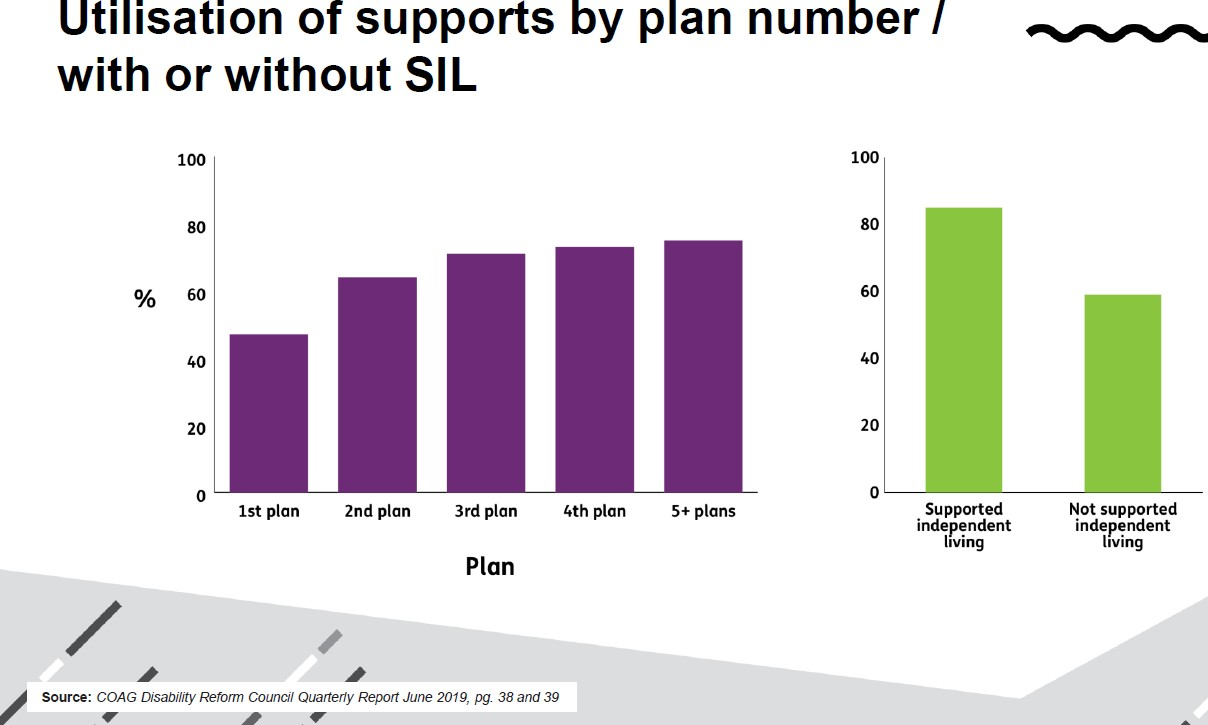 Utilisation of supports by plan number /
with or without SIL
100
80
60
40
20
0
%
1st plan
2nd plan
3rd plan
4th plan
5+ plans
Plan
100
80
60
40
20
0
Supported
independent
living
Not supported
independent
living
Source: COAG Disability Reform Council Quarterly Report June 2019, pg. 38 and 39